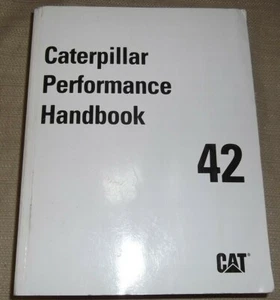 Caterpillar
Performance
Handbook
42
CAT®